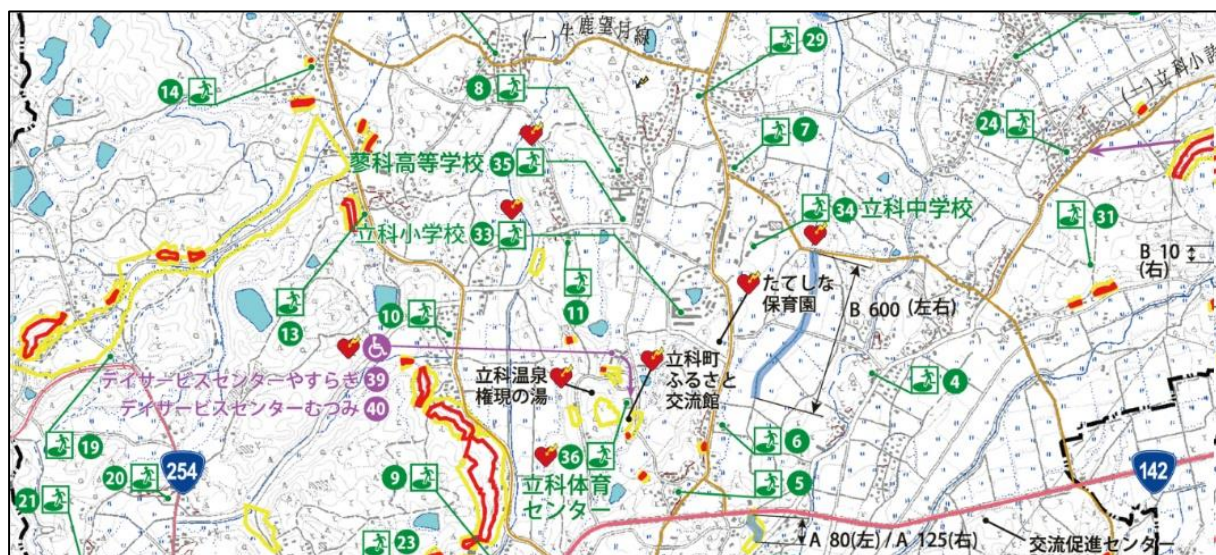 (一)牛鹿望月線
29
14
8
7
24
(一)立科小諸
蓼科高等学校 35
34 立科中学校
31
立科小学校 33
B 10
(右)
たてしな
保育園
B 600 (左右)
13
10
11
デイサービスセンターやすらぎ 39
デイサービスセンターむつみ 40
立科温泉
権現の湯
立科町
ふるさと
交流館
4
19
6
20
254
36
立科体育
センター
142
21
9
5
23
A 80(左) / A 125(右)
交流促進センター